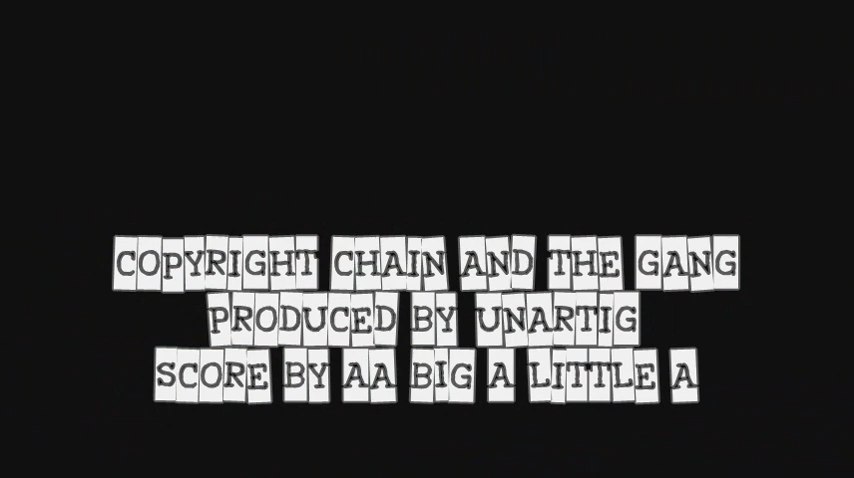 COPYRIGHT CHAIN AND THE GANG
PRODUCED BY UNARTIG
SCORE BY AA BIG A LITTLE A